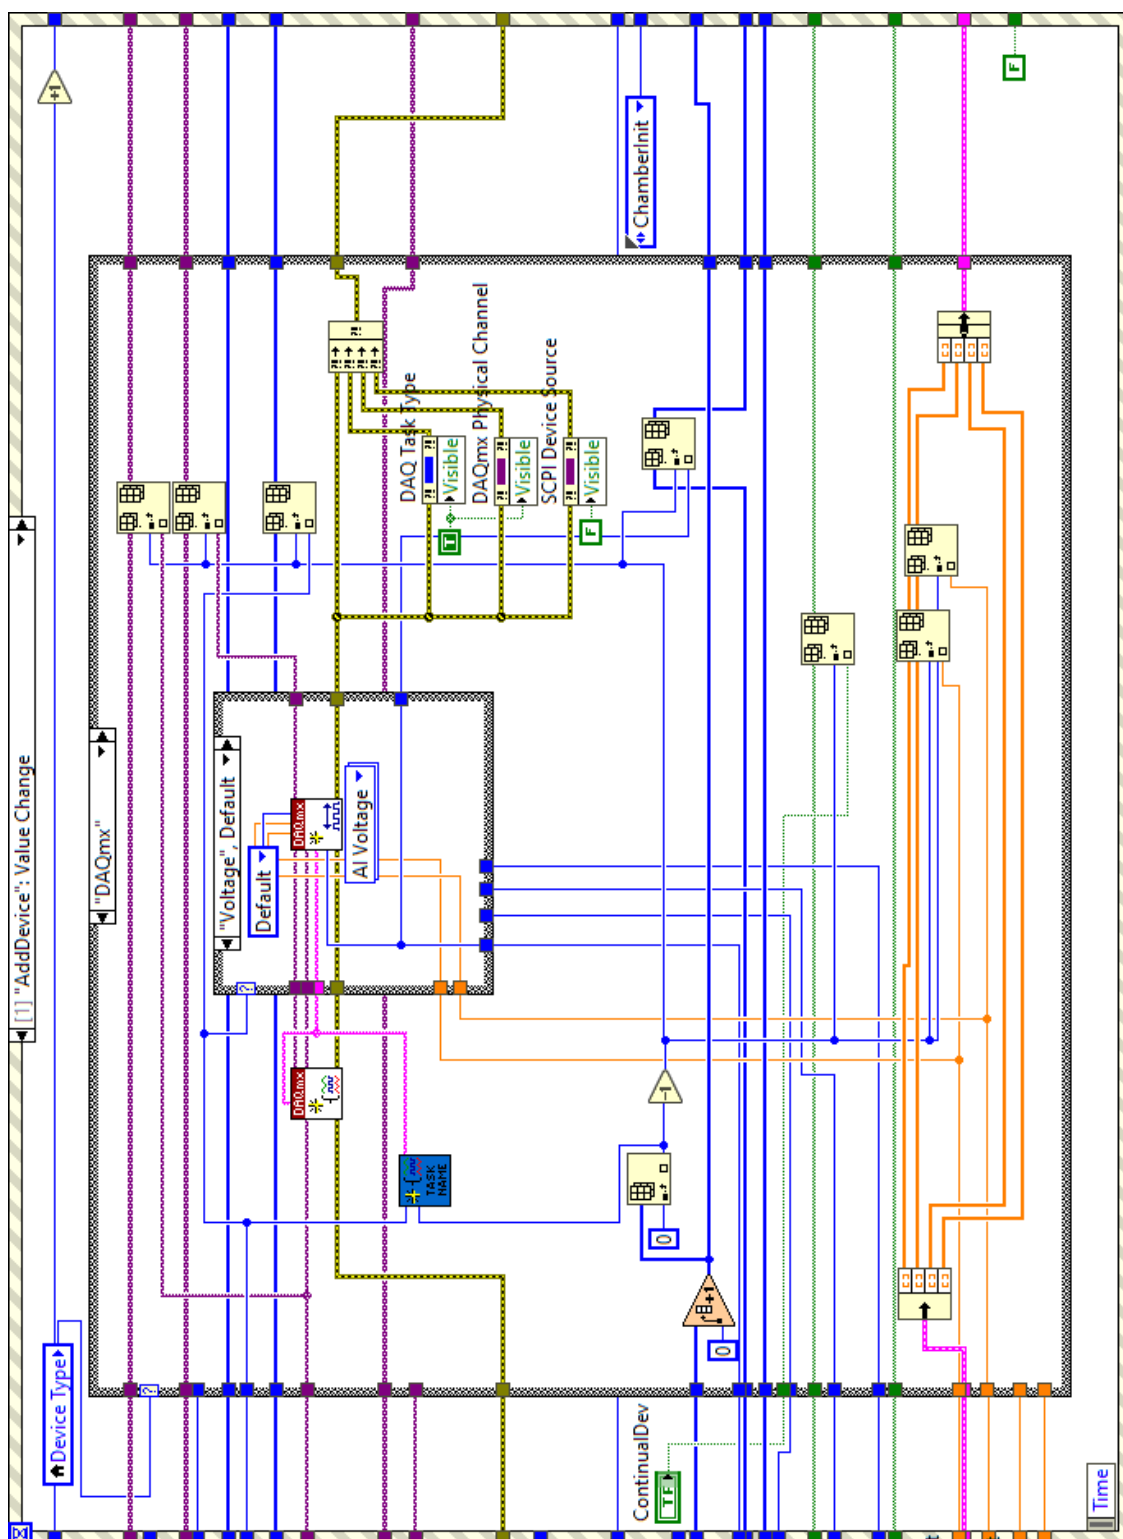 [1] "AddDevice": Value Change
Device Type
+1
"DAQmx"
"Voltage", Default
Default
DAQmx
DAQmx
AI Voltage
TASK
NAME
DAQ Task Type
Visible
DAQmx Physical Channel
Visible
SCPI Device Source
Visible
T
F
ChamberInit
F
-1
0
+1
0
ContinualDev
TF
Time